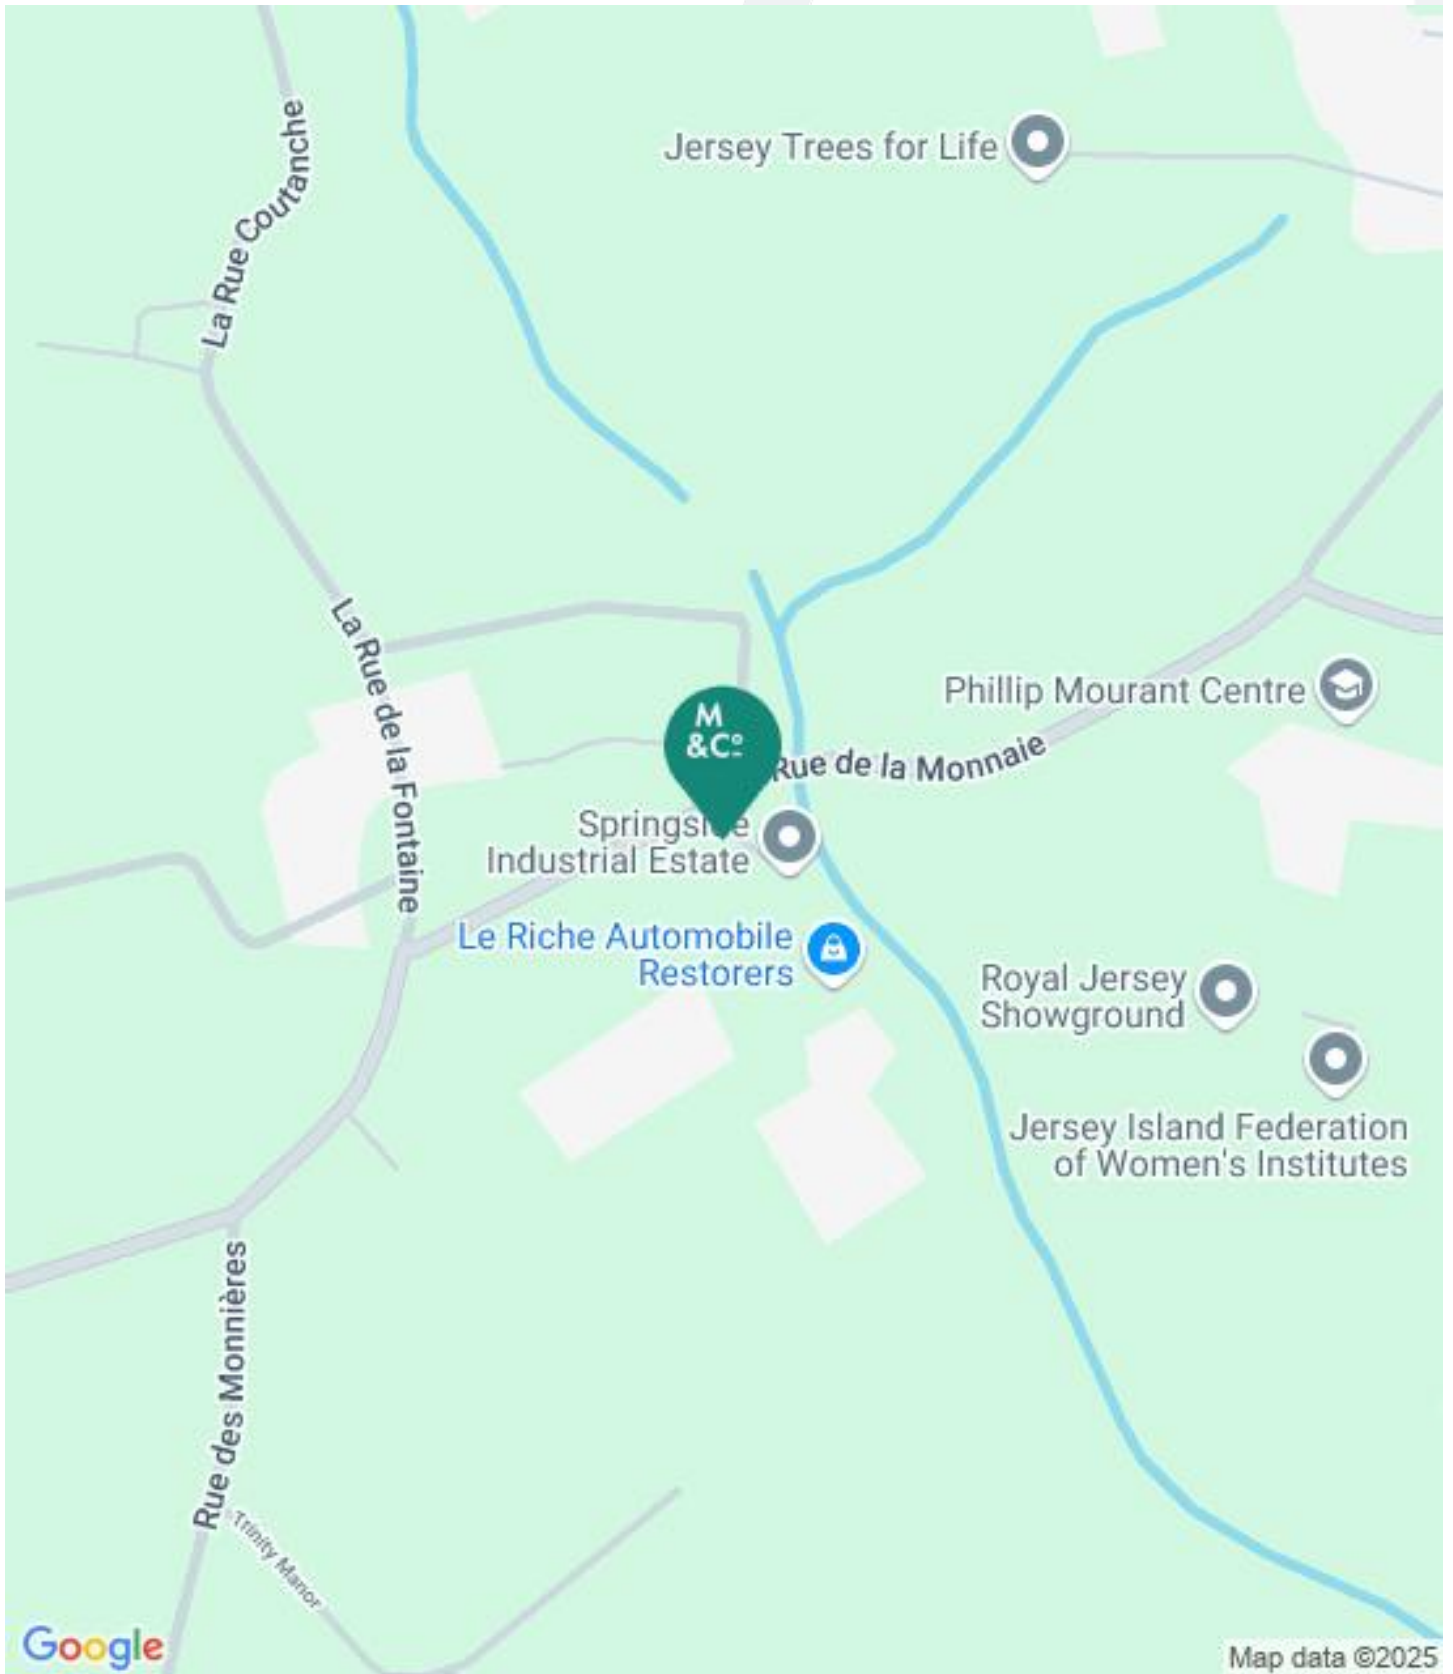 Jersey Trees for Life
La Rue Coutanche
La Rue de la Fontaine
Phillip Mourant Centre
M
&Cº
Rue de la Monnaie
Springside
Industrial Estate
Le Riche Automobile
Restorers
Royal Jersey
Showground
Jersey Island Federation
of Women's Institutes
Rue des Monnières
Trinity Manor
Google
Map data ©2025